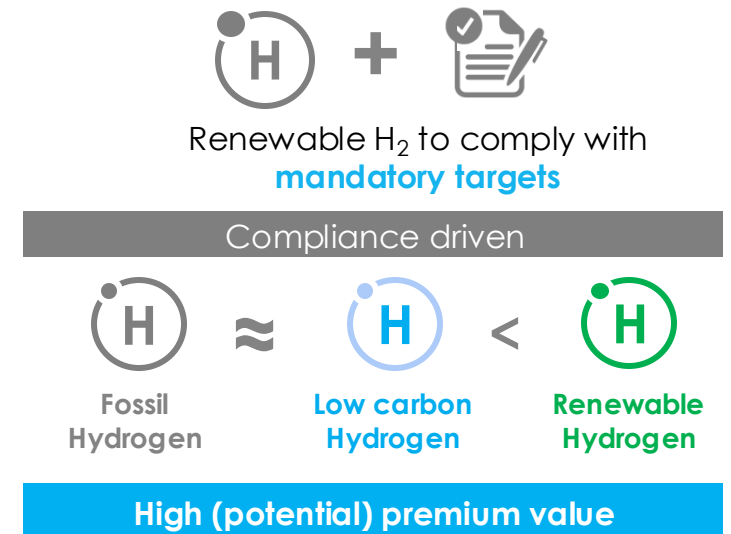 H +
Renewable H₂ to comply with
mandatory targets
Compliance driven
H ≈ H < H
Fossil Low carbon Renewable
Hydrogen Hydrogen Hydrogen
High (potential) premium value